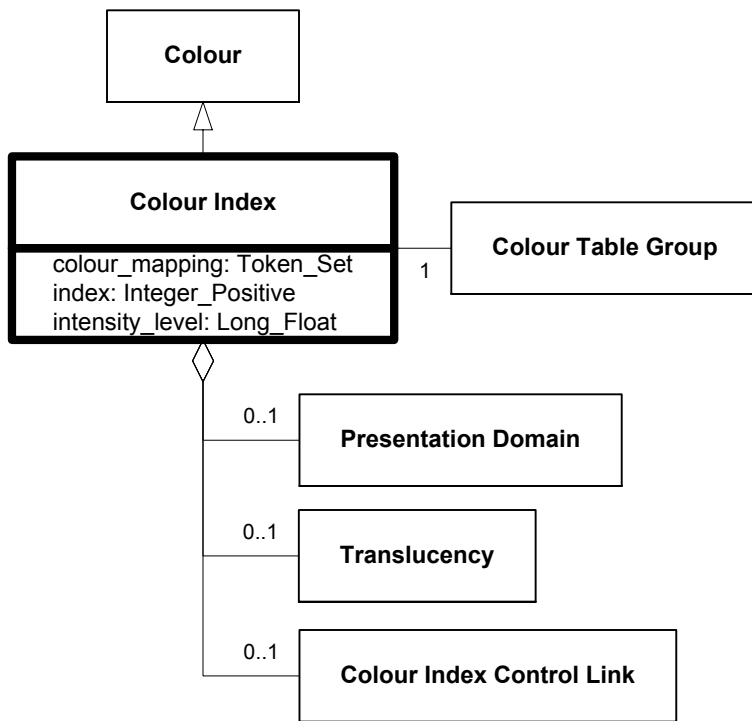 Colour
Colour Index
colour_mapping: Token_Set
index: Integer_Positive
intensity_level: Long_Float
Colour Table Group
1
0..1
Presentation Domain
0..1
Translucency
0..1
Colour Index Control Link